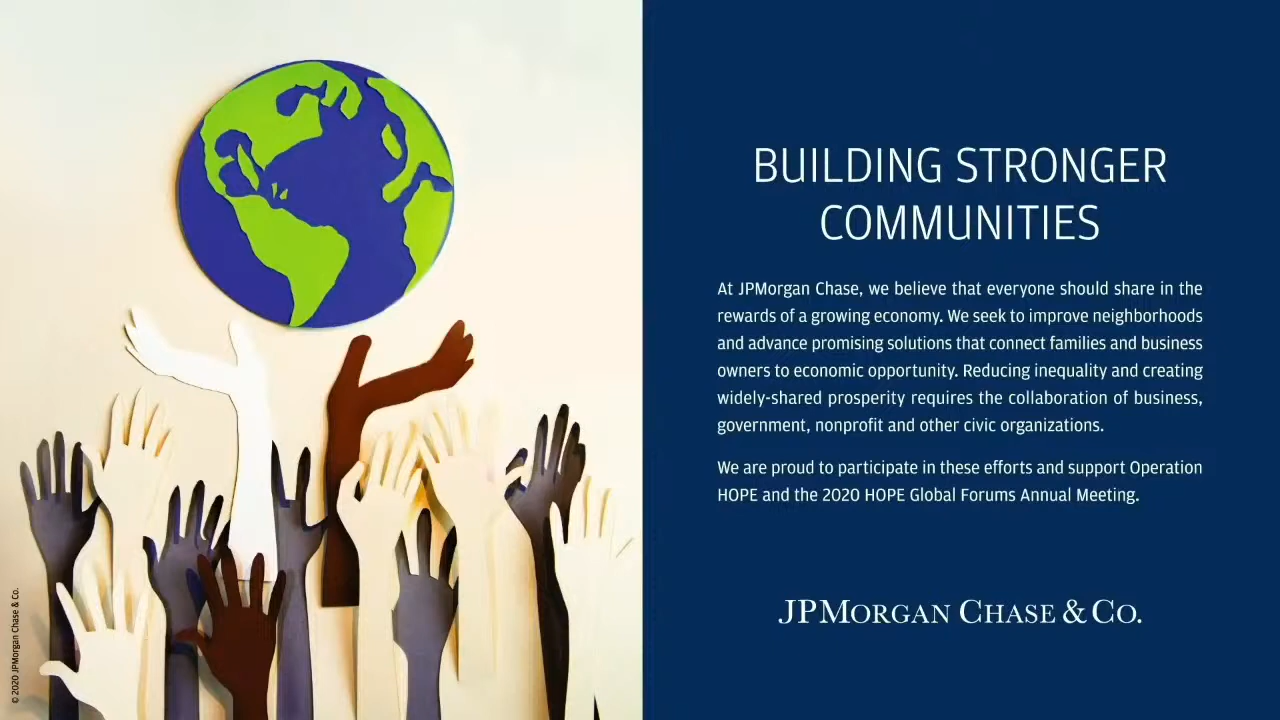 BUILDING STRONGER
COMMUNITIES
At JPMorgan Chase, we believe that everyone should share in the
rewards of a growing economy. We seek to improve neighborhoods
and advance promising solutions that connect families and business
owners to economic opportunity. Reducing inequality and creating
widely-shared prosperity requires the collaboration of business,
government, nonprofit and other civic organizations.
We are proud to participate in these efforts and support Operation
HOPE and the 2020 HOPE Global Forums Annual Meeting.
JPMORGAN CHASE & CO.
© 2020 JPMorgan Chase & Co.